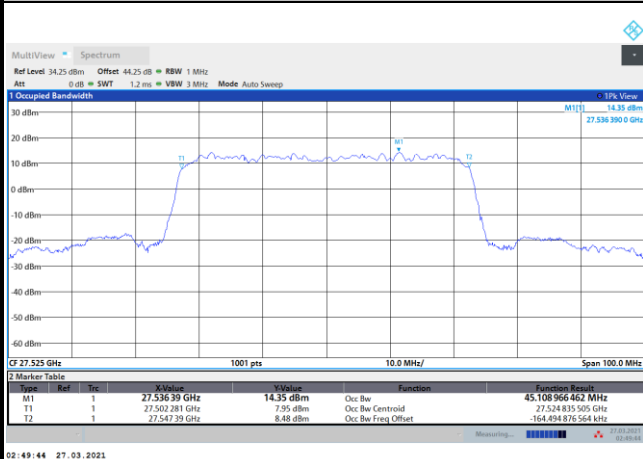 MultiView Spectrum
Ref Level 34.25 dBm Offset 44.25 dB RBW 1 MHz
Att 0 dB SWT 1.2 ms VBW 3 MHz Mode Auto Sweep
1 Occupied Bandwidth 1Pk View
M1[1] 14.35 dBm
27.536 390 0 GHz
30 dBm
20 dBm
10 dBm
0 dBm
-10 dBm
-20 dBm
-30 dBm
-40 dBm
-50 dBm
-60 dBm
T1
M1
T2
CF 27.525 GHz 1001 pts 10.0 MHz/ Span 100.0 MHz
2 Marker Table
Type Ref Trc X-Value Y-Value Function Function Result
M1 1 27.536 39 GHz 14.35 dBm Occ Bw 45.108 966 462 MHz
T1 1 27.502 281 GHz 7.95 dBm Occ Bw Centroid 27.524 835 505 GHz
T2 1 27.547 39 GHz 8.48 dBm Occ Bw Freq Offset -164.494 876 564 kHz
Measuring... 27.03.2021
02:49:44
02:49:44 27.03.2021